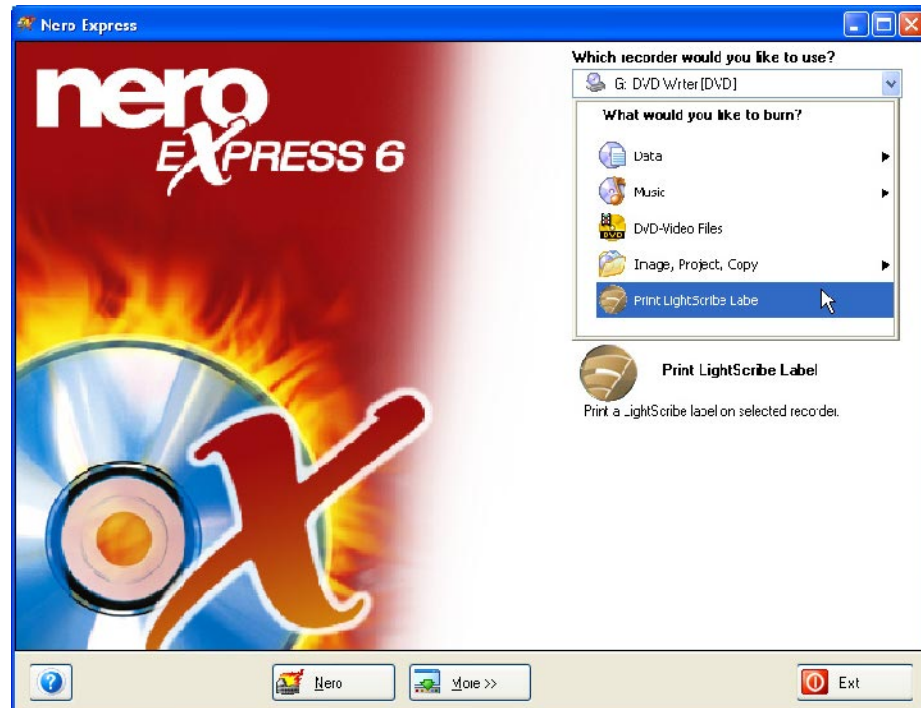 Nero Express
nero
EXPRESS 6
Which recorder would you like to use?
G: DVD Writer [DVD]
What would you like to burn?
Data
Music
DVD-Video Files
Image, Project, Copy
Print LightScribe Label
Print LightScribe Label
Print a LightScribe label on selected recorder.
Nero
More >>
Exit